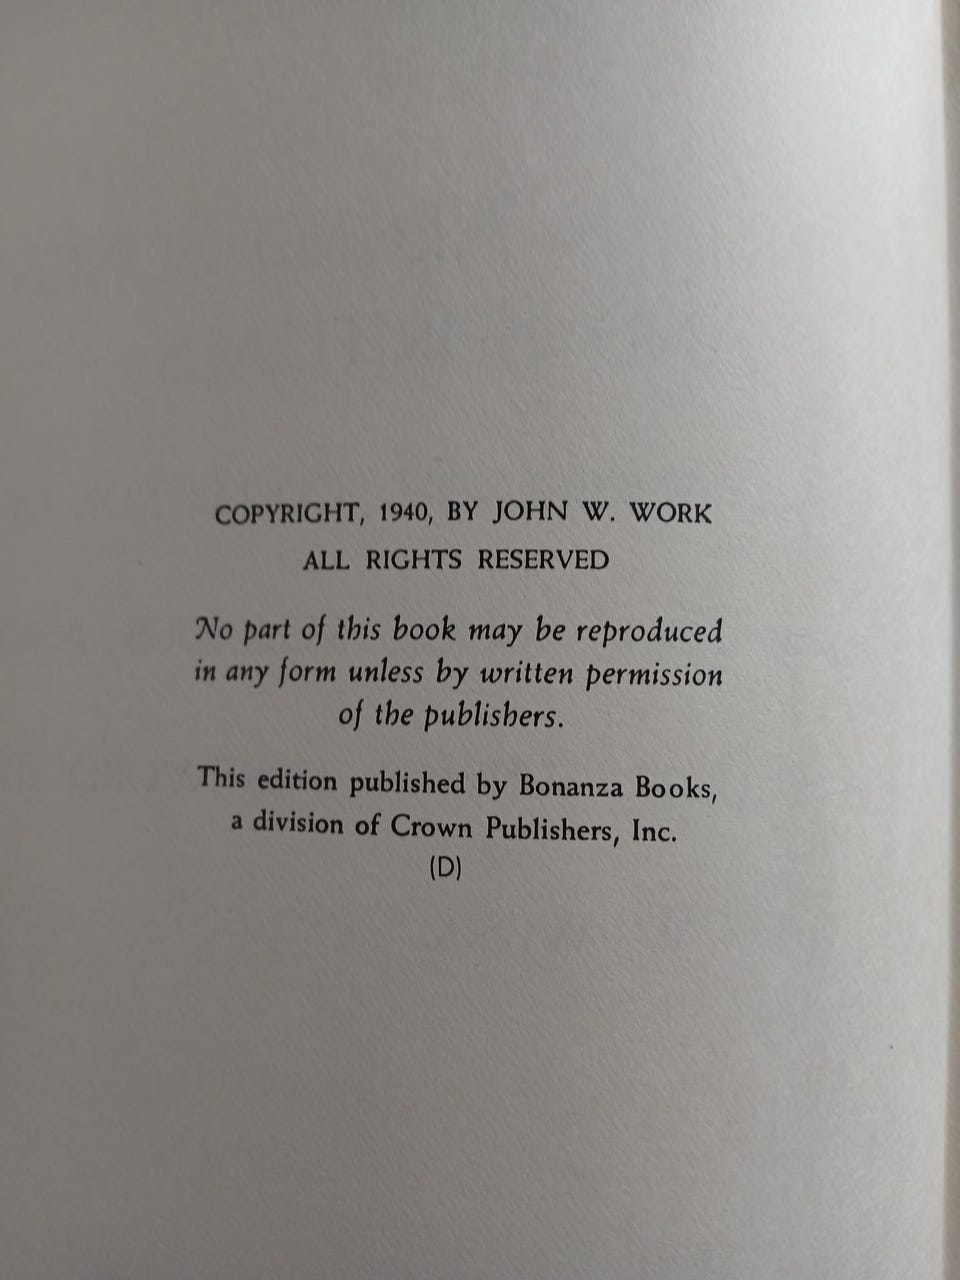 COPYRIGHT, 1940, BY JOHN W. WORK
ALL RIGHTS RESERVED
No part of this book may be reproduced
in any form unless by written permission
of the publishers.
This edition published by Bonanza Books,
a division of Crown Publishers, Inc.
(D)